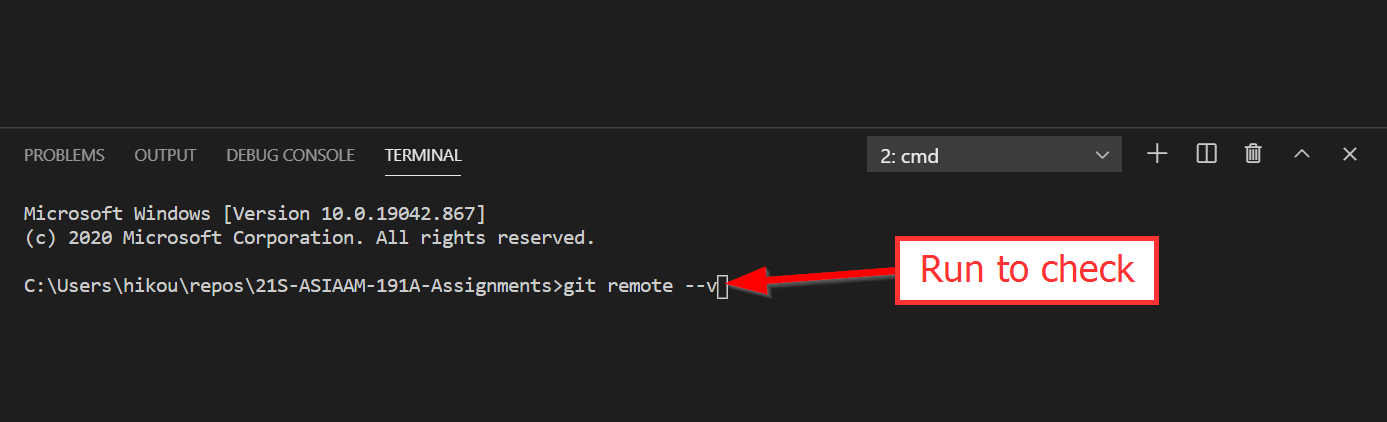 PROBLEMS OUTPUT DEBUG CONSOLE TERMINAL 2: cmd
Microsoft Windows [Version 10.0.19042.867]
(c) 2020 Microsoft Corporation. All rights reserved.
C:\Users\hikou\repos\21S-ASIAAM-191A-Assignments>git remote --v
Run to check